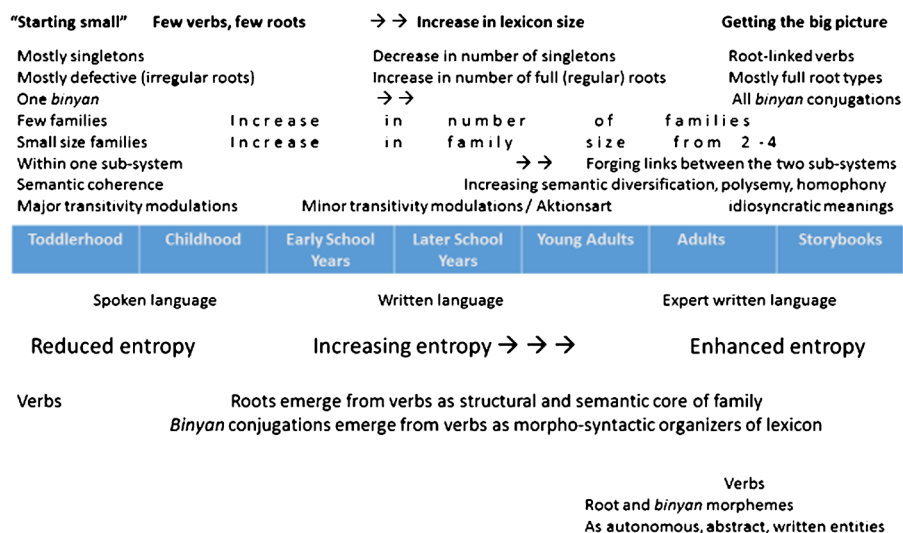 "Starting small" Few verbs, few roots → → Increase in lexicon size Getting the big picture
Mostly singletons Decrease in number of singletons Root-linked verbs
Mostly defective (irregular roots) Increase in number of full (regular) roots Mostly full root types
One binyan → → All binyan conjugations
Few families Increase in number of families
Small size families Increase in family size from 2 -4
Within one sub-system → → Forging links between the two sub-systems
Semantic coherence Increasing semantic diversification, polysemy, homophony
Major transitivity modulations Minor transitivity modulations / Aktionsart idiosyncratic meanings
Toddlerhood Childhood Early School Years Later School Years Young Adults Adults Storybooks
Spoken language Written language Expert written language
Reduced entropy Increasing entropy → → → Enhanced entropy
Verbs Roots emerge from verbs as structural and semantic core of family
Binyan conjugations emerge from verbs as morpho-syntactic organizers of lexicon
Verbs
Root and binyan morphemes
As autonomous, abstract, written entities